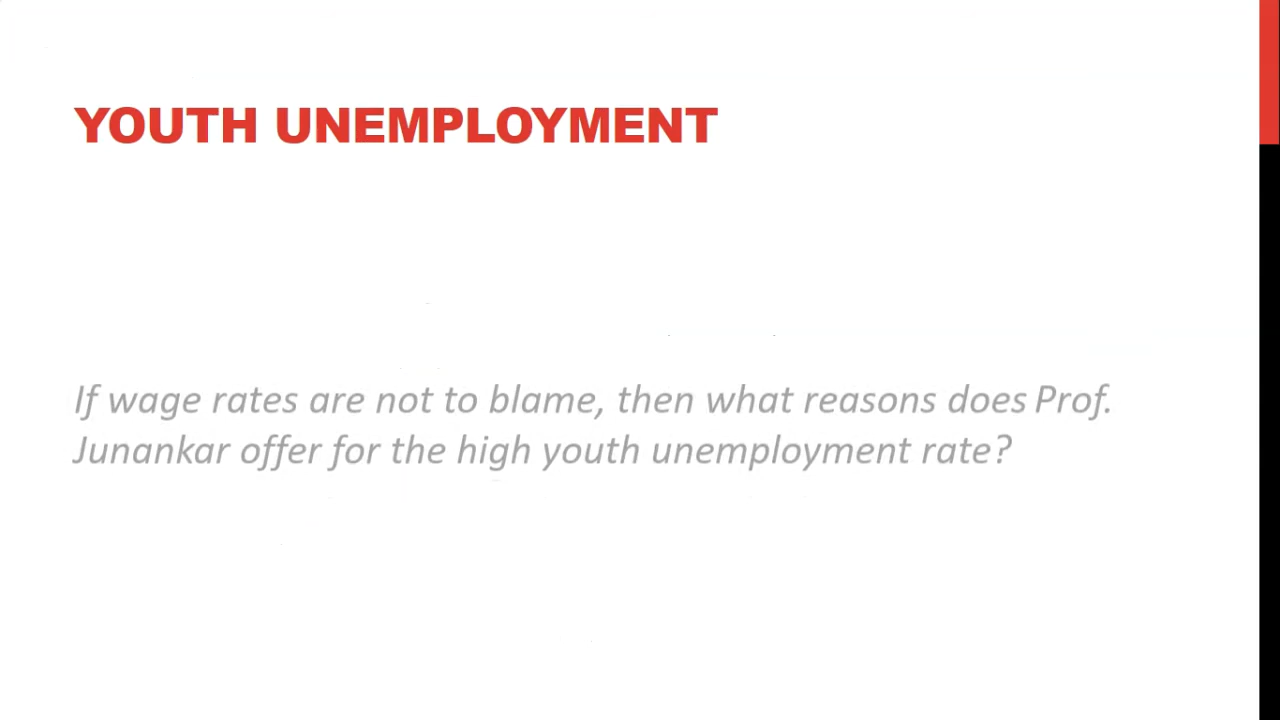 YOUTH UNEMPLOYMENT
If wage rates are not to blame, then what reasons does Prof.
Junankar offer for the high youth unemployment rate?